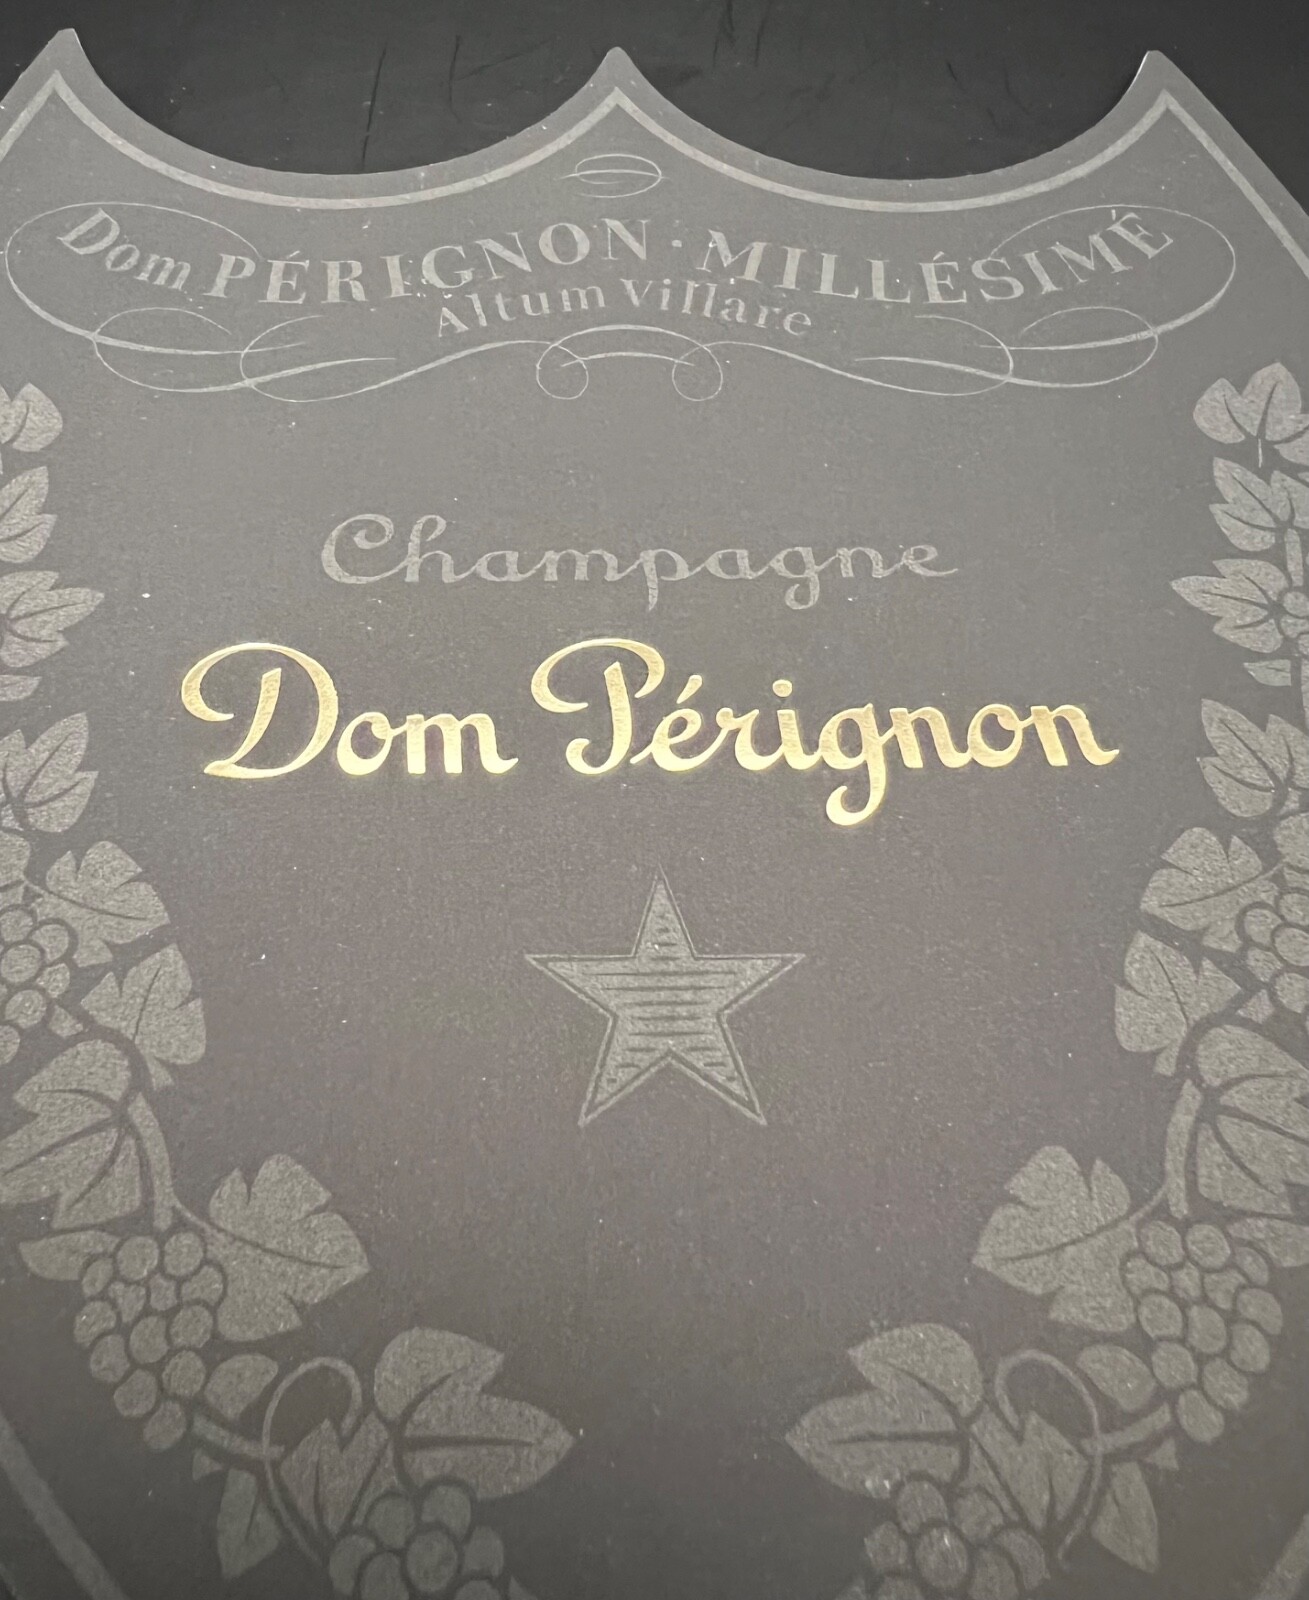 Dom PÉRIGNON · MILLÉSIMÉ
Altum Villare
Champagne
Dom Pérignon